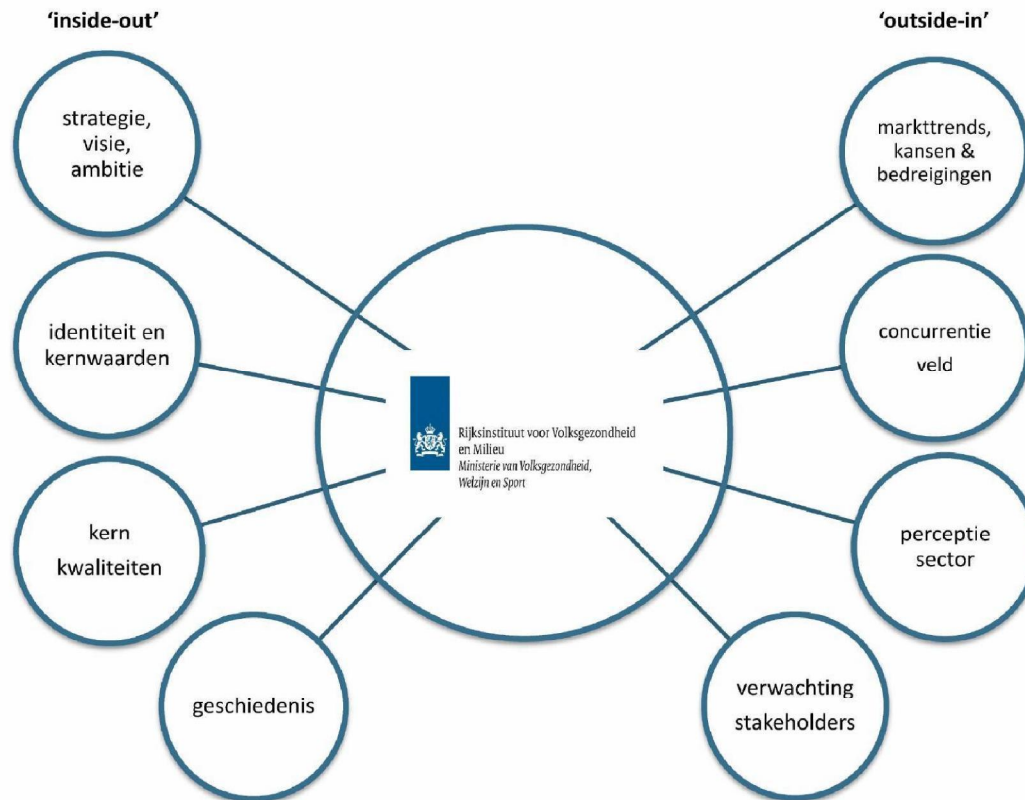 'inside-out'
'outside-in'
strategie,
visie,
ambitie
markttrends,
kansen &
bedreigingen
identiteit en
kernwaarden
concurrentie
veld
Rijksinstituut voor Volksgezondheid
en Milieu
Ministerie van Volksgezondheid,
Welzijn en Sport
kern
kwaliteiten
perceptie
sector
geschiedenis
verwachting
stakeholders